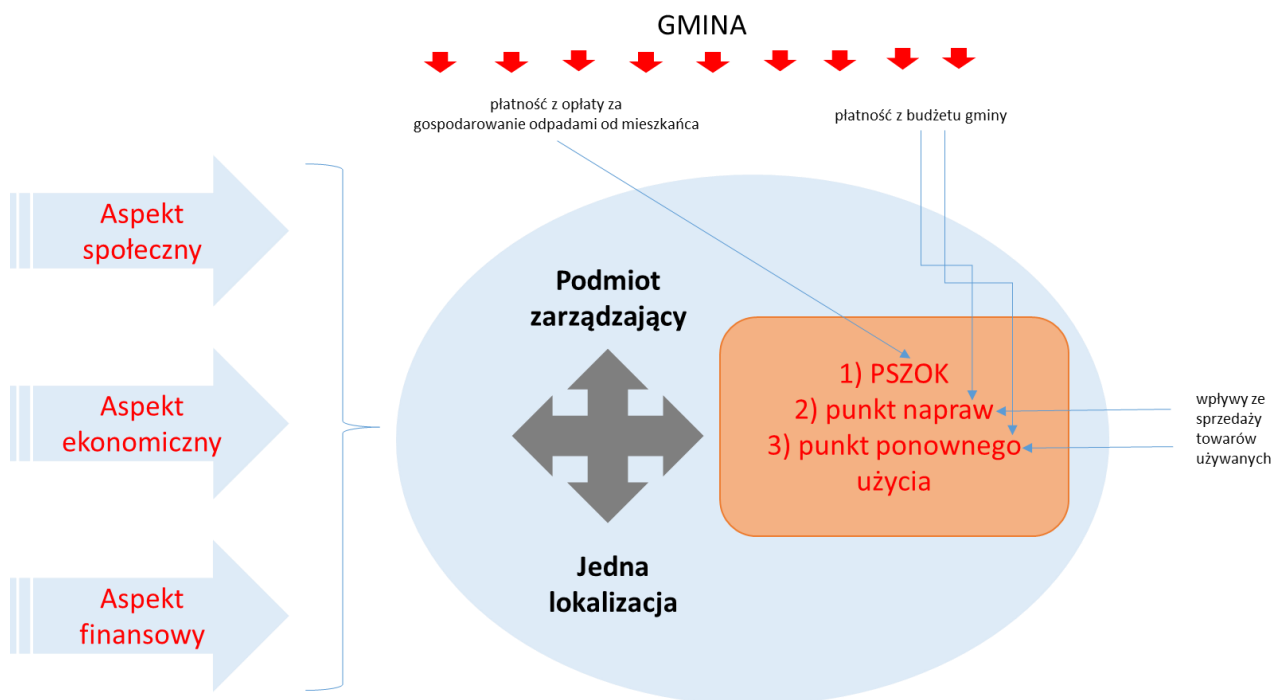 GMINA
płatność z opłaty za
gospodarowanie odpadami od mieszkańca
płatność z budżetu gminy
Aspekt
społeczny
Aspekt
ekonomiczny
Aspekt
finansowy
Podmiot
zarządzający
Jedna
lokalizacja
1) PSZOK
2) punkt napraw
3) punkt ponownego
użycia
wpływy ze
sprzedaży
towarów
używanych